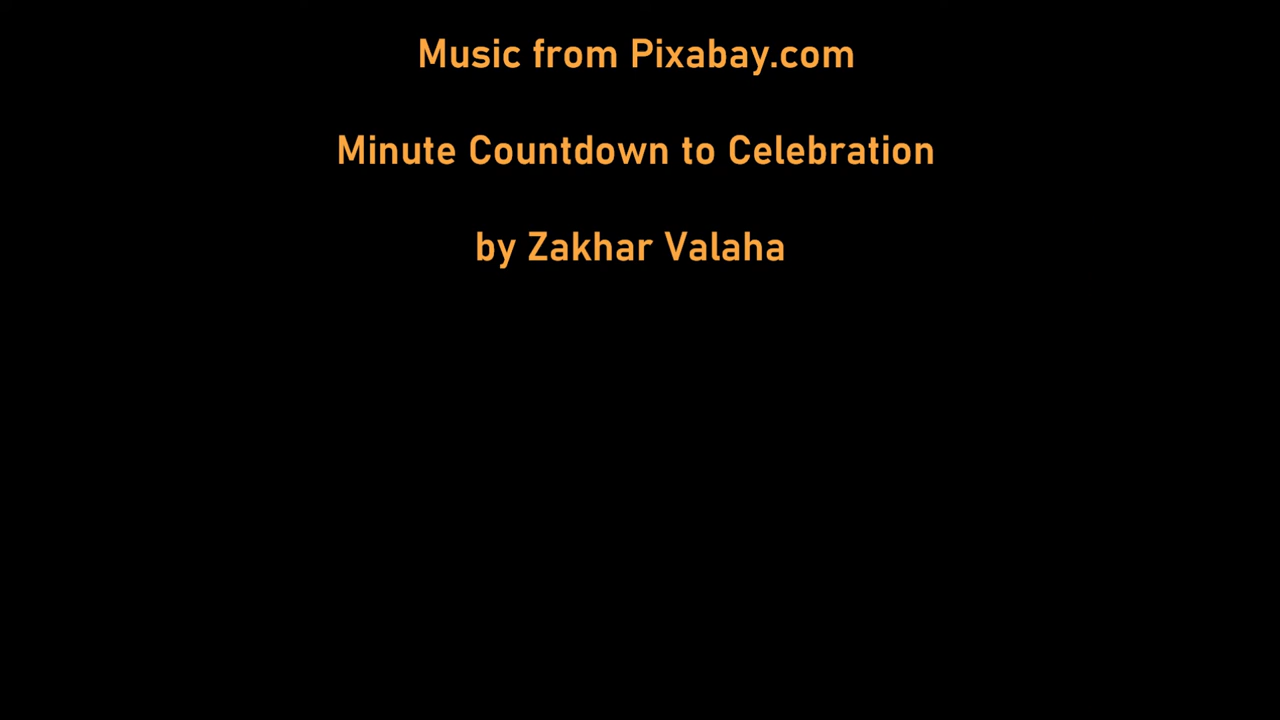 Music from Pixabay.com
Minute Countdown to Celebration
by Zakhar Valaha